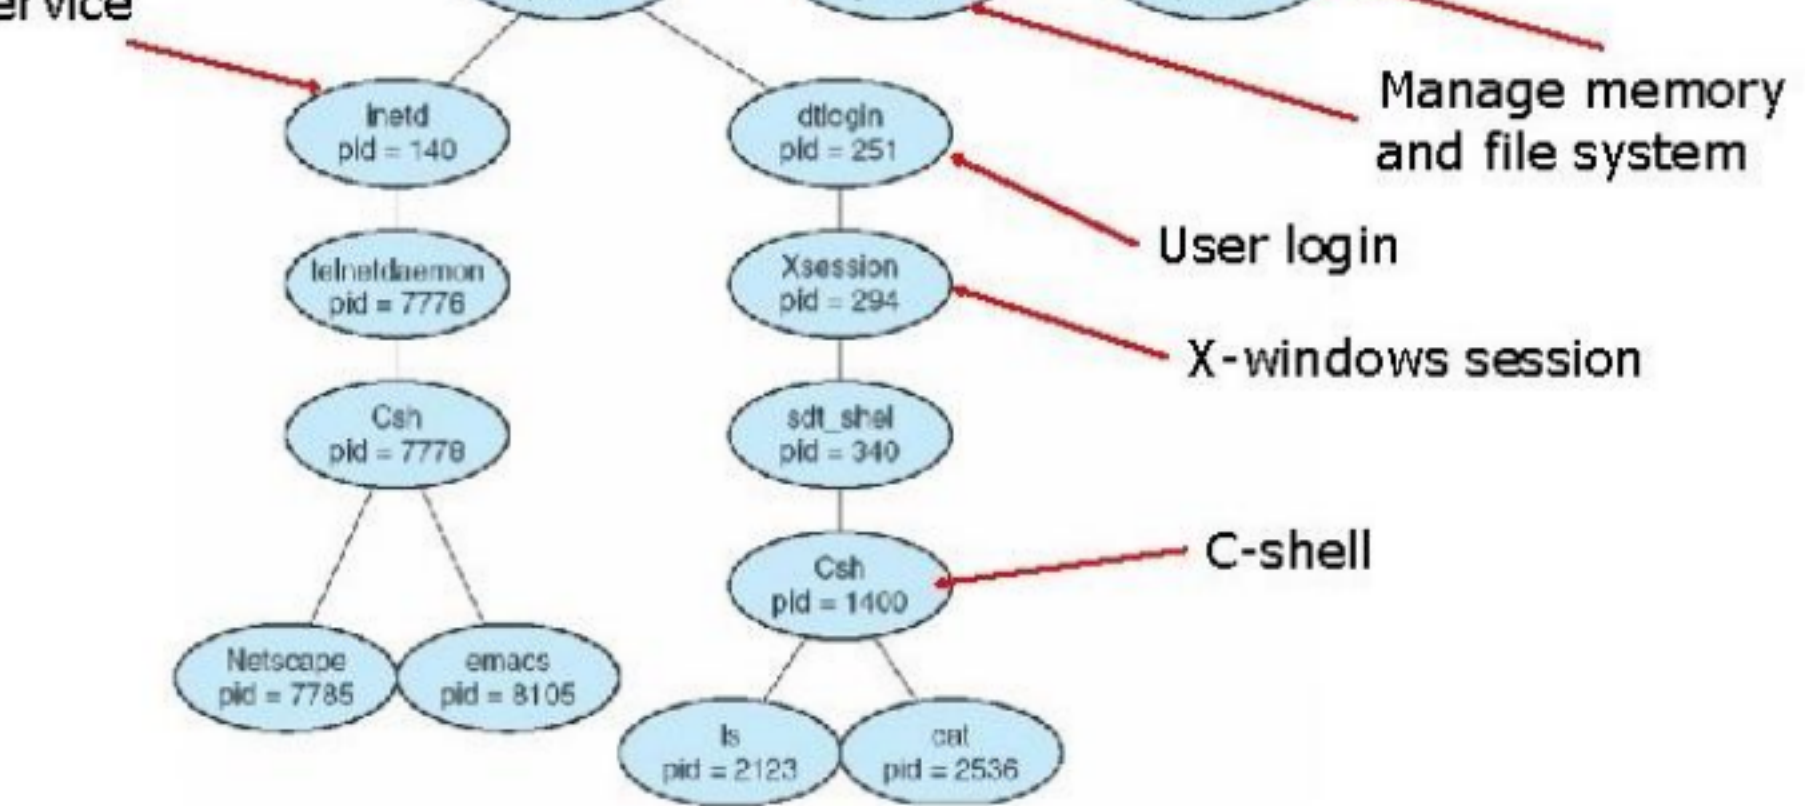 Manage memory
and file system
Inetd
pid = 140
dtlogin
pid = 251
User login
telnetdaemon
pid = 7776
Xsession
pid = 294
X-windows session
Csh
pid = 7778
sdt_shel
pid = 340
Csh
pid = 1400
C-shell
Netscape
pid = 7785
emacs
pid = 8105
ls
pid = 2123
cat
pid = 2536